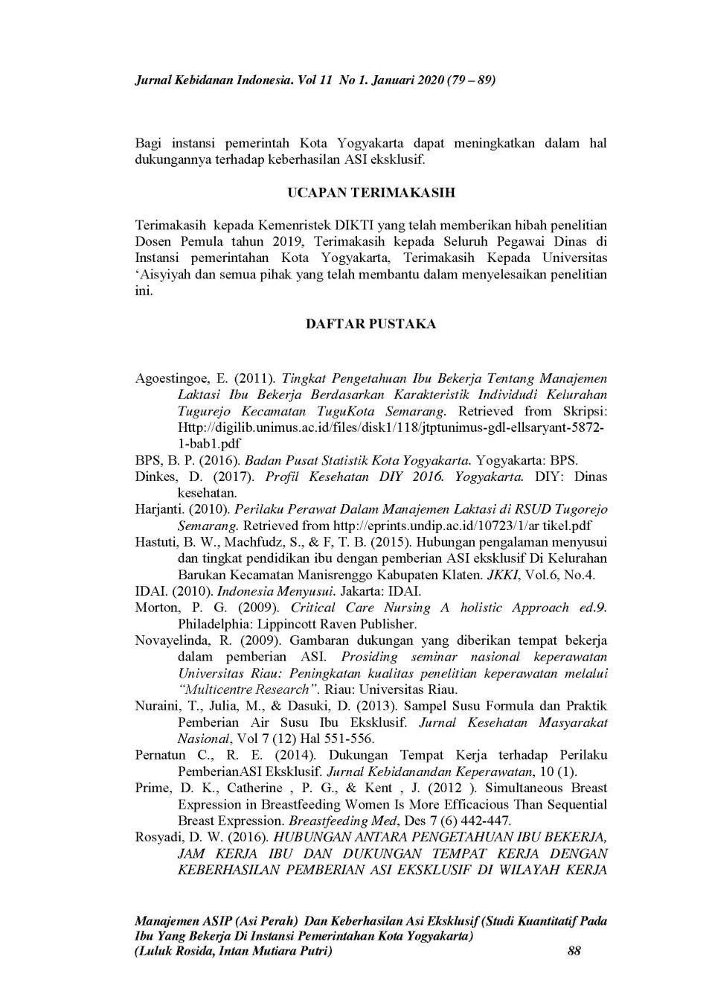 Jurnal Kebidanan Indonesia. Vol 11 No 1. Januari 2020 (79 – 89)
Bagi instansi pemerintah Kota Yogyakarta dapat meningkatkan dalam hal
dukungannya terhadap keberhasilan ASI eksklusif.
UCAPAN TERIMAKASIH
Terimakasih kepada Kemenristek DIKTI yang telah memberikan hibah penelitian
Dosen Pemula tahun 2019, Terimakasih kepada Seluruh Pegawai Dinas di
Instansi pemerintahan Kota Yogyakarta, Terimakasih Kepada Universitas
‘Aisyiyah dan semua pihak yang telah membantu dalam menyelesaikan penelitian
ini.
DAFTAR PUSTAKA
Agoestingoe, E. (2011). Tingkat Pengetahuan Ibu Bekerja Tentang Manajemen
Laktasi Ibu Bekerja Berdasarkan Karakteristik Individudi Kelurahan
Tugurejo Kecamatan TuguKota Semarang. Retrieved from Skripsi:
Http://digilib.unimus.ac.id/files/disk1/118/jtptunimus-gdl-ellsaryant-5872-
1-bab1.pdf
BPS, B. P. (2016). Badan Pusat Statistik Kota Yogyakarta. Yogyakarta: BPS.
Dinkes, D. (2017). Profil Kesehatan DIY 2016. Yogyakarta. DIY: Dinas
kesehatan.
Harjanti. (2010). Perilaku Perawat Dalam Manajemen Laktasi di RSUD Tugorejo
Semarang. Retrieved from http://eprints.undip.ac.id/10723/1/ar tikel.pdf
Hastuti, B. W., Machfudz, S., & F, T. B. (2015). Hubungan pengalaman menyusui
dan tingkat pendidikan ibu dengan pemberian ASI eksklusif Di Kelurahan
Barukan Kecamatan Manisrenggo Kabupaten Klaten. JKKI, Vol.6, No.4.
IDAI. (2010). Indonesia Menyusui. Jakarta: IDAI.
Morton, P. G. (2009). Critical Care Nursing A holistic Approach ed.9.
Philadelphia: Lippincott Raven Publisher.
Novayelinda, R. (2009). Gambaran dukungan yang diberikan tempat bekerja
dalam pemberian ASI. Prosiding seminar nasional keperawatan
Universitas Riau: Peningkatan kualitas penelitian keperawatan melalui
“Multicentre Research”. Riau: Universitas Riau.
Nuraini, T., Julia, M., & Dasuki, D. (2013). Sampel Susu Formula dan Praktik
Pemberian Air Susu Ibu Eksklusif. Jurnal Kesehatan Masyarakat
Nasional, Vol 7 (12) Hal 551-556.
Pernatun C., R. E. (2014). Dukungan Tempat Kerja terhadap Perilaku
PemberianASI Eksklusif. Jurnal Kebidanandan Keperawatan, 10 (1).
Prime, D. K., Catherine , P. G., & Kent , J. (2012 ). Simultaneous Breast
Expression in Breastfeeding Women Is More Efficacious Than Sequential
Breast Expression. Breastfeeding Med, Des 7 (6) 442-447.
Rosyadi, D. W. (2016). HUBUNGAN ANTARA PENGETAHUAN IBU BEKERJA,
JAM KERJA IBU DAN DUKUNGAN TEMPAT KERJA DENGAN
KEBERHASILAN PEMBERIAN ASI EKSKLUSIF DI WILAYAH KERJA
Manajemen ASIP (Asi Perah) Dan Keberhasilan Asi Eksklusif (Studi Kuantitatif Pada
Ibu Yang Bekerja Di Instansi Pemerintahan Kota Yogyakarta)
(Luluk Rosida, Intan Mutiara Putri) 88